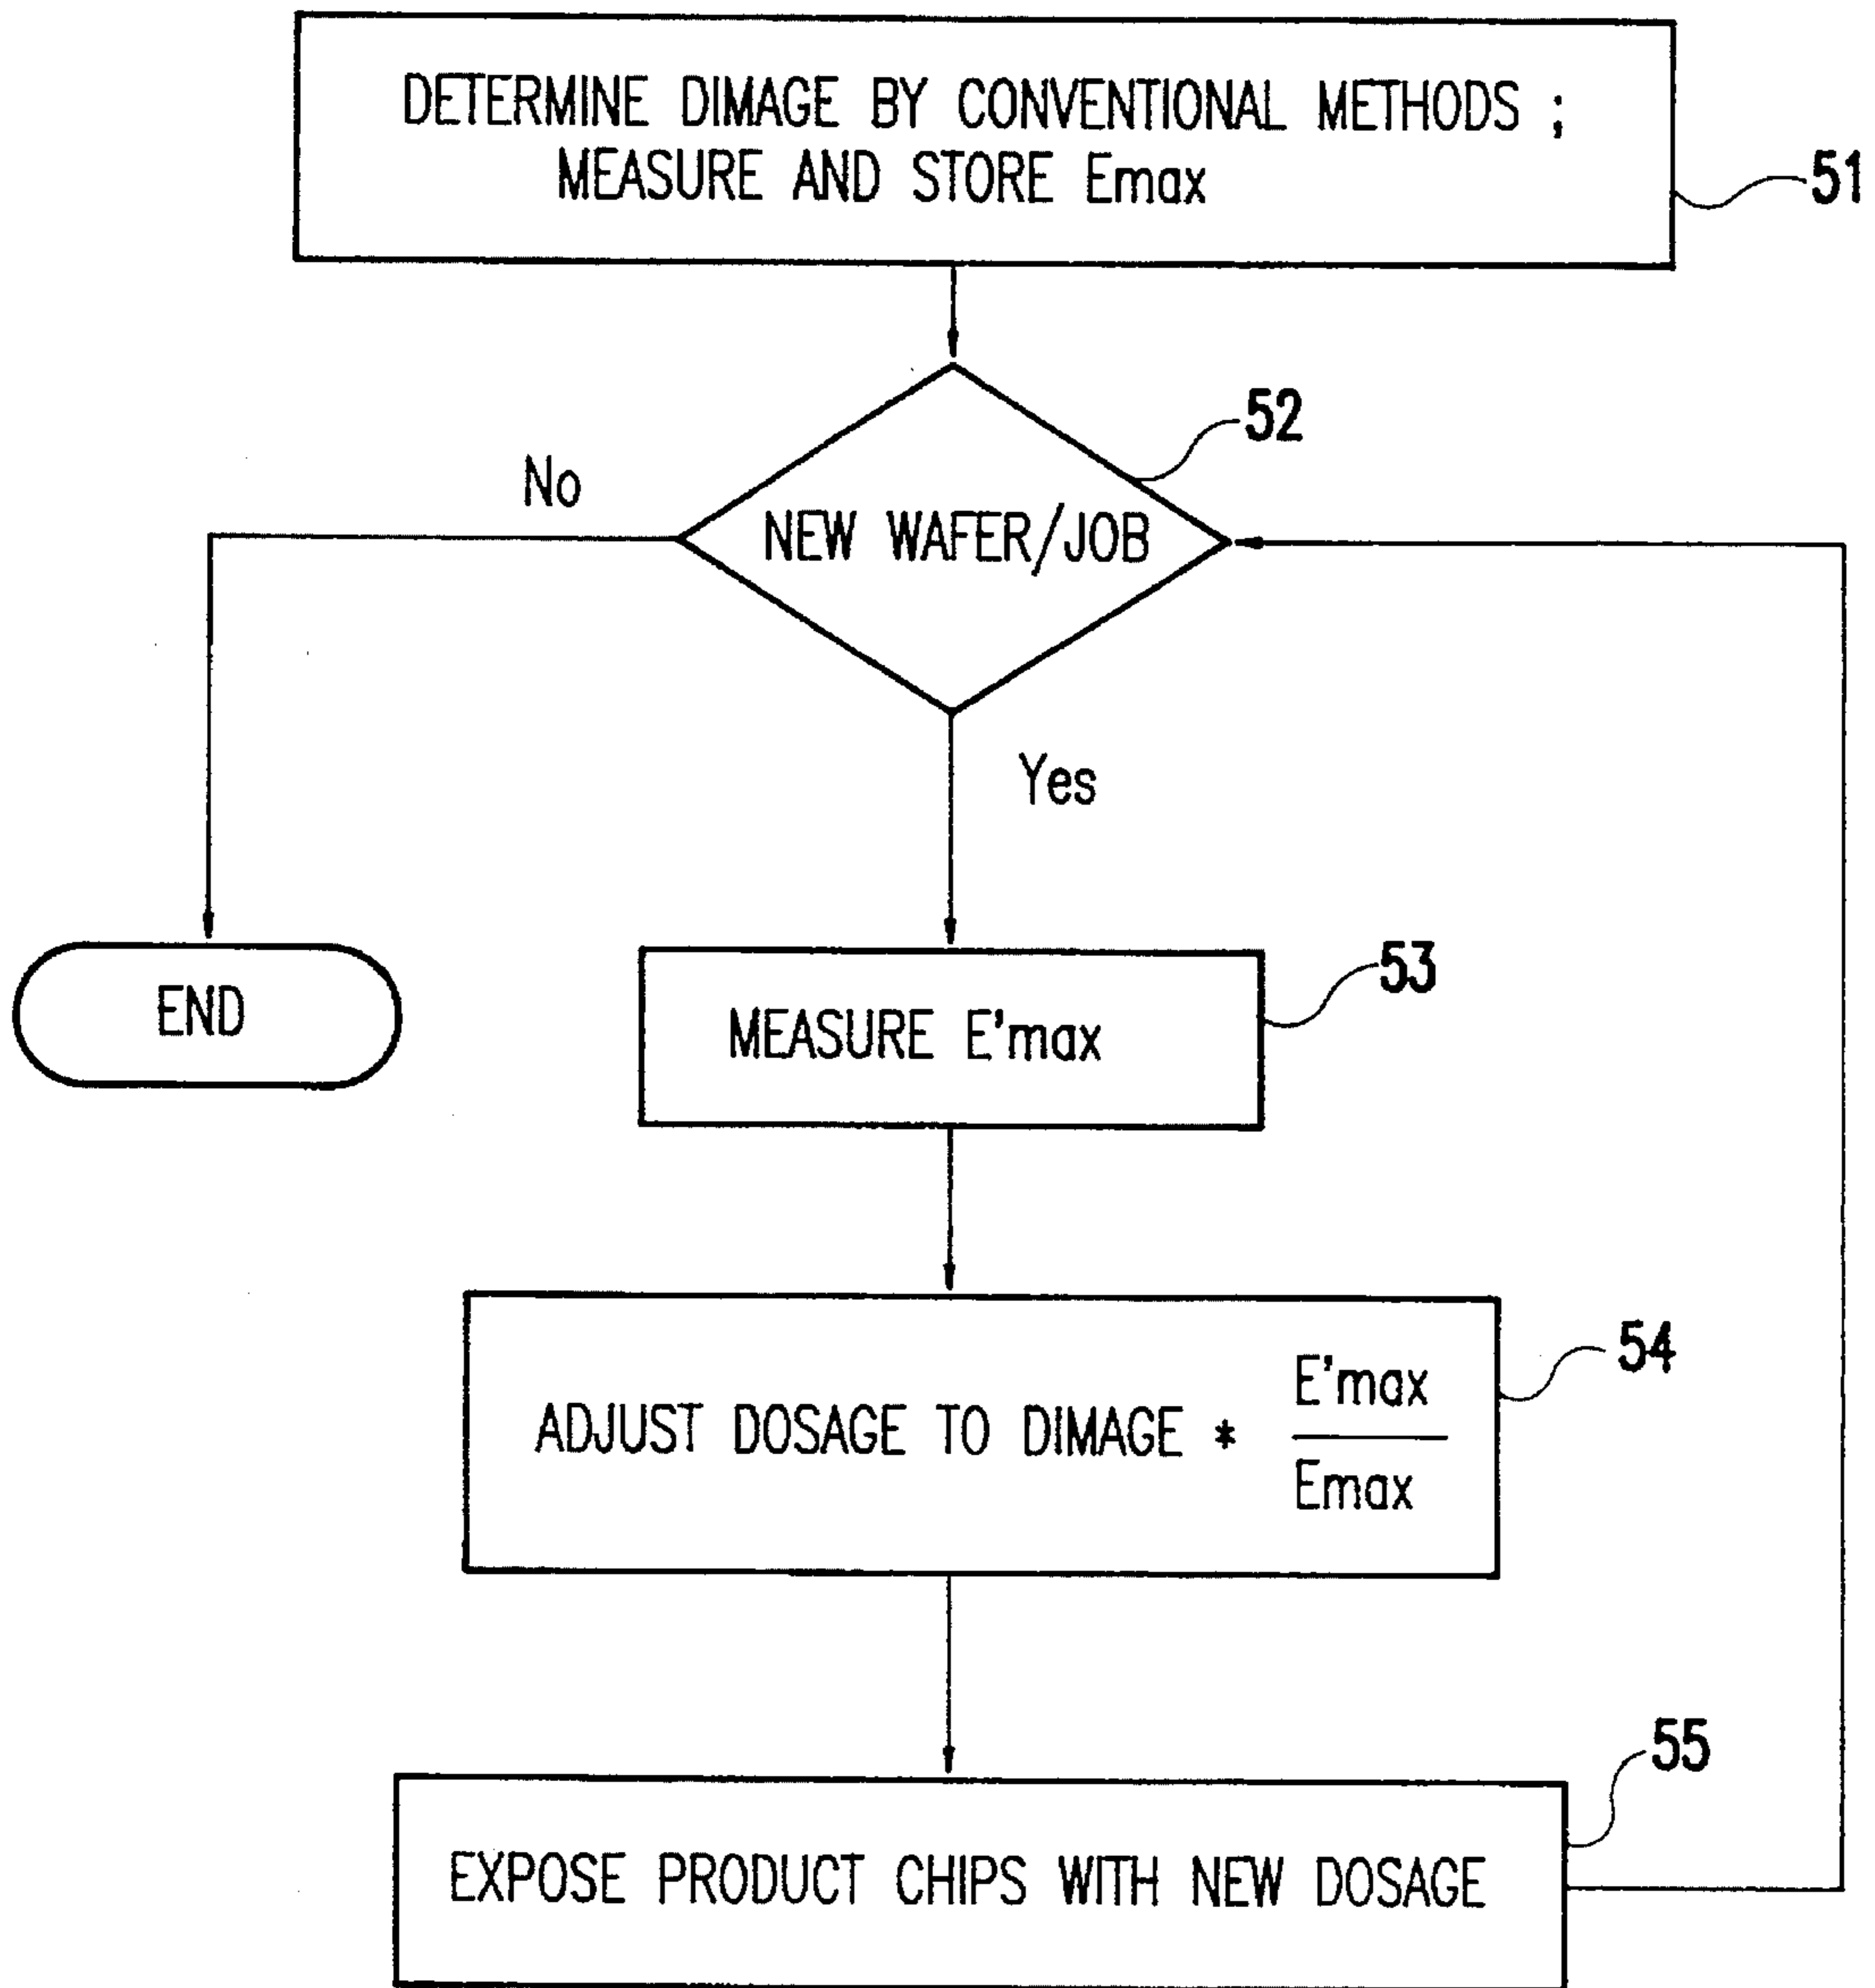 DETERMINE DIMAGE BY CONVENTIONAL METHODS ;
MEASURE AND STORE Emax
51
52
No
NEW WAFER/JOB
Yes
END
53
MEASURE E'max
54
ADJUST DOSAGE TO DIMAGE * E'max
Emax
55
EXPOSE PRODUCT CHIPS WITH NEW DOSAGE